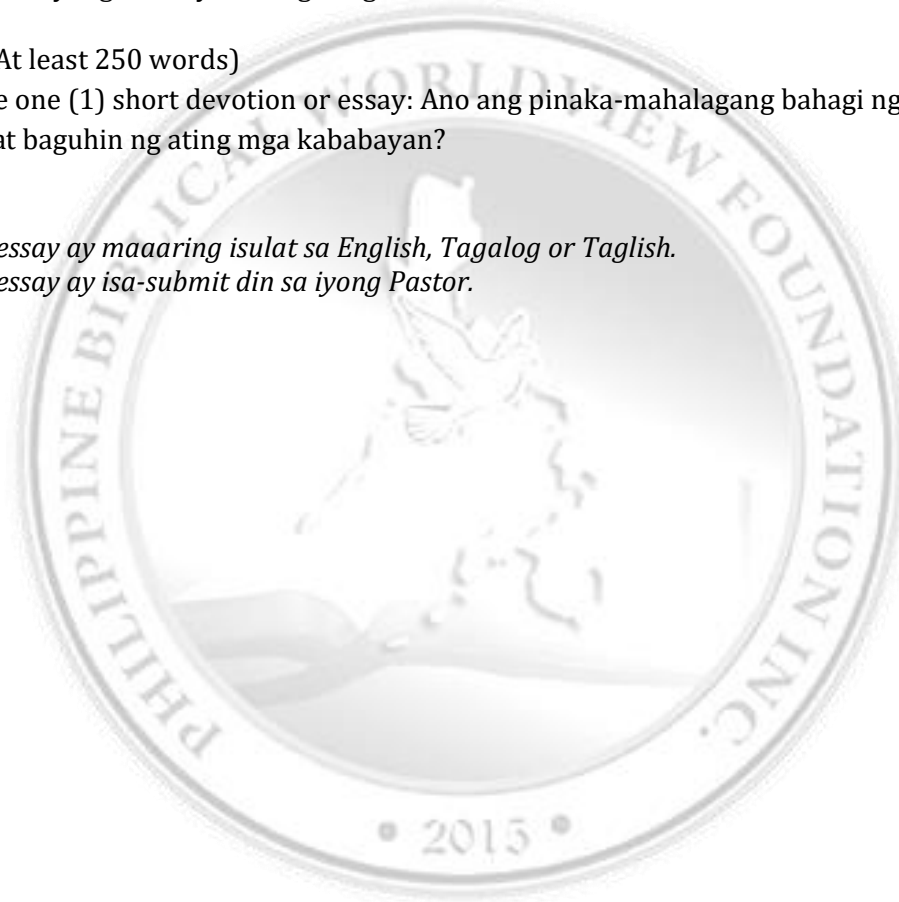 At least 250 words)
e one (1) short devotion or essay: Ano ang pinaka-mahalagang bahagi ng
at baguhin ng ating mga kababayan?
essay ay maaaring isulat sa English, Tagalog or Taglish.
essay ay isa-submit din sa iyong Pastor.
PHILIPPINE BIBLICAL WORLDVIEW FOUNDATION INC.
• 2015 •